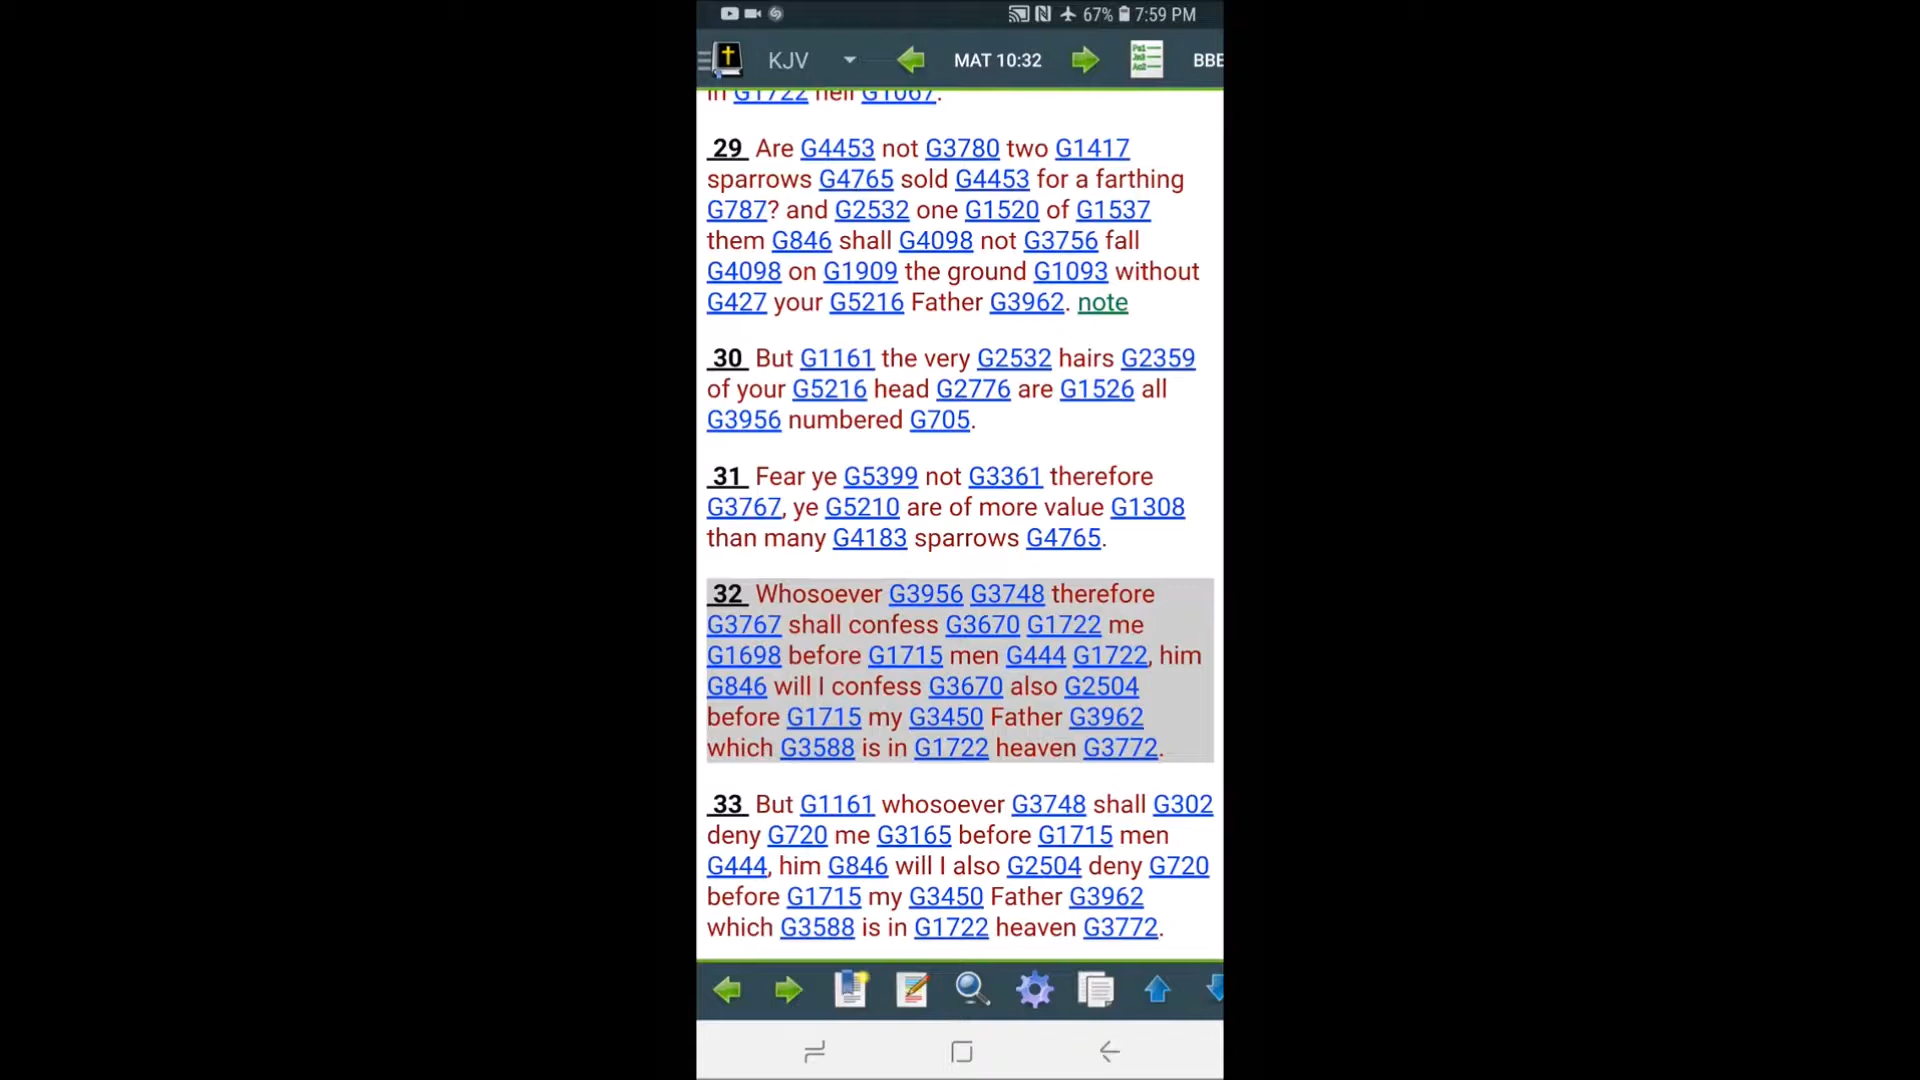 67% 7:59 PM
KJV MAT 10:32 BBE
in G1722 hell G1067.
29 Are G4453 not G3780 two G1417
sparrows G4765 sold G4453 for a farthing
G787? and G2532 one G1520 of G1537
them G846 shall G4098 not G3756 fall
G4098 on G1909 the ground G1093 without
G427 your G5216 Father G3962. note
30 But G1161 the very G2532 hairs G2359
of your G5216 head G2776 are G1526 all
G3956 numbered G705.
31 Fear ye G5399 not G3361 therefore
G3767, ye G5210 are of more value G1308
than many G4183 sparrows G4765.
32 Whosoever G3956 G3748 therefore
G3767 shall confess G3670 G1722 me
G1698 before G1715 men G444 G1722, him
G846 will I confess G3670 also G2504
before G1715 my G3450 Father G3962
which G3588 is in G1722 heaven G3772.
33 But G1161 whosoever G3748 shall G302
deny G720 me G3165 before G1715 men
G444, him G846 will I also G2504 deny G720
before G1715 my G3450 Father G3962
which G3588 is in G1722 heaven G3772.